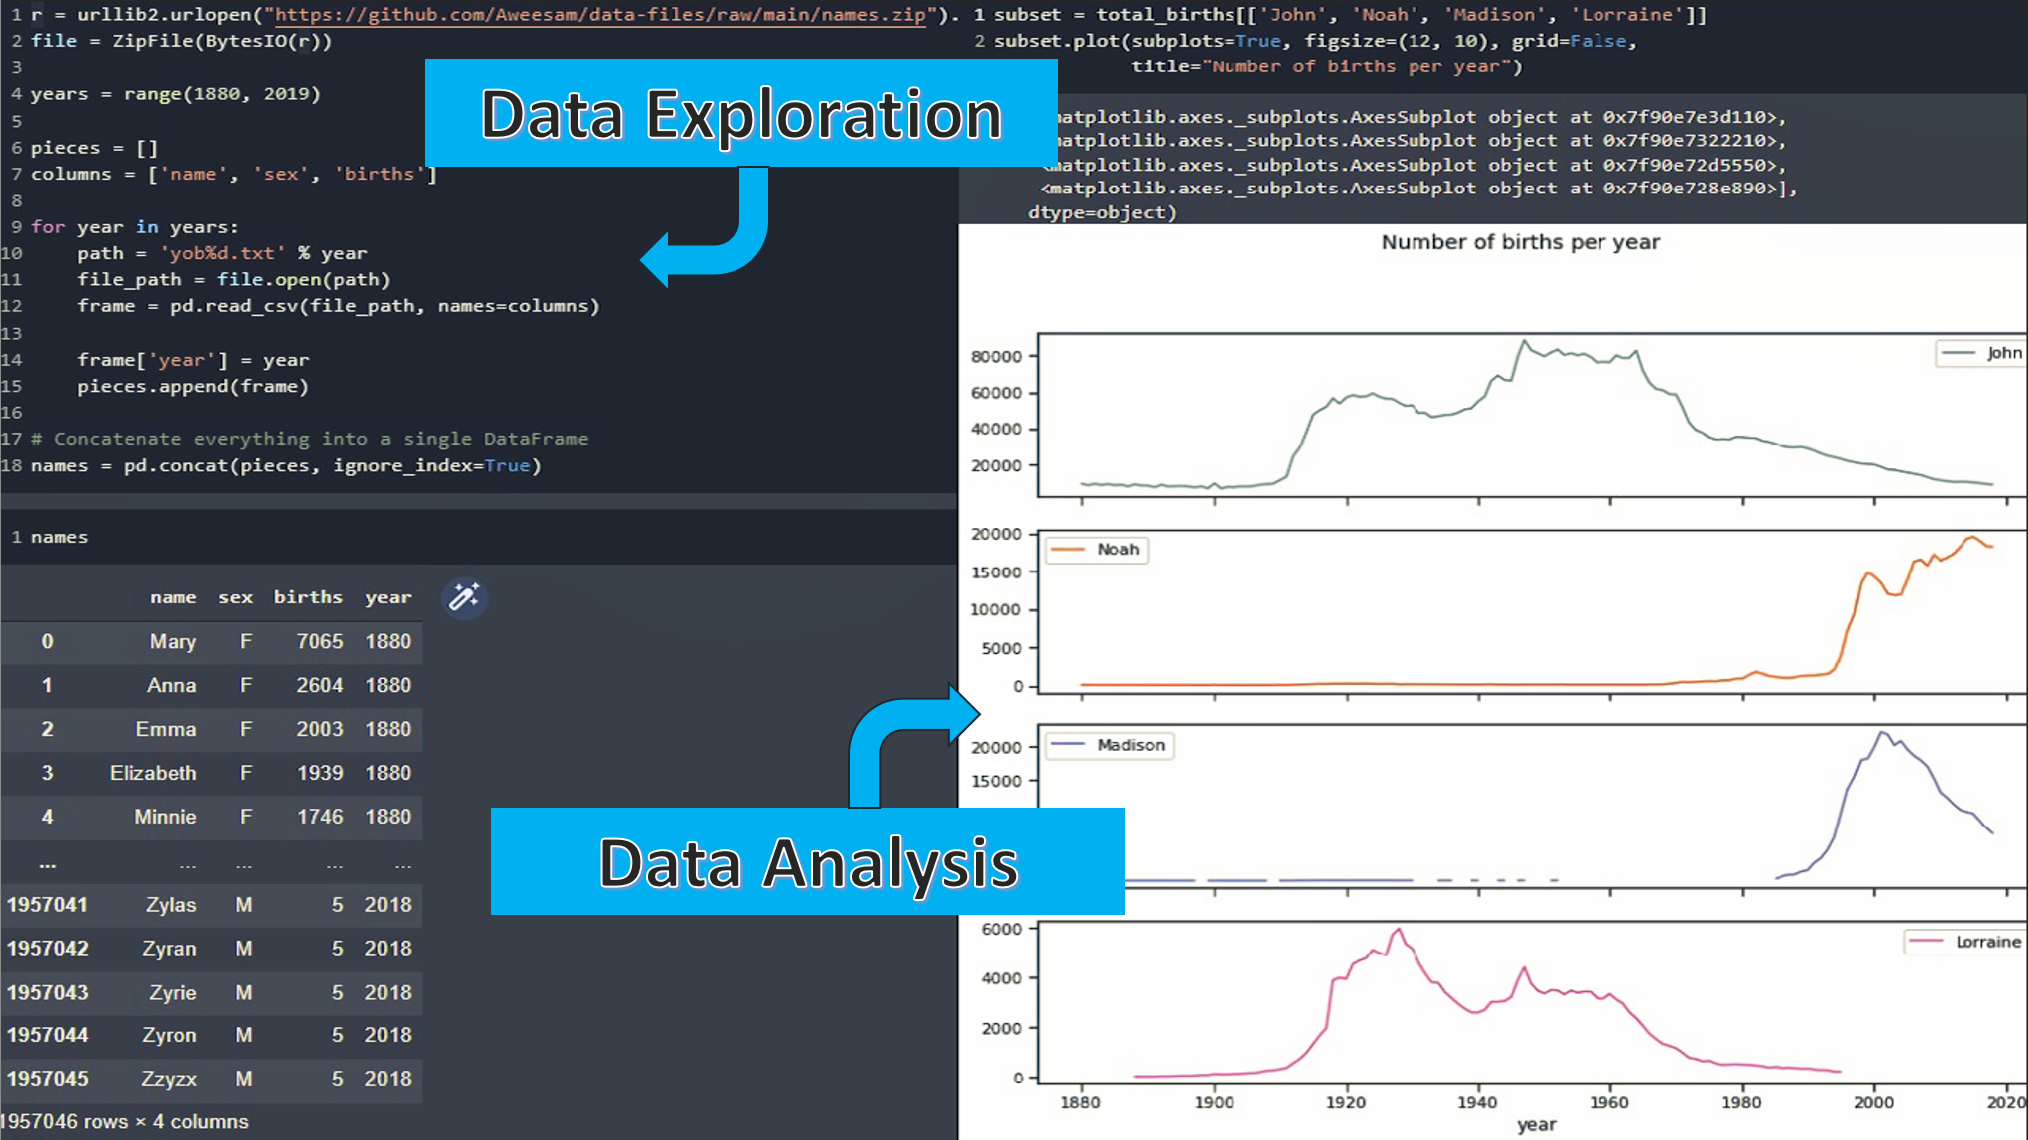 1 r = urllib2.urlopen("https://github.com/Aweesam/data-files/raw/main/names.zip").
2 file = ZipFile(BytesIO(r))
3
4 years = range(1880, 2019)
5
6 pieces = []
7 columns = ['name', 'sex', 'births']
8
9 for year in years:
10 path = 'yob%d.txt' % year
11 file_path = file.open(path)
12 frame = pd.read_csv(file_path, names=columns)
13
14 frame['year'] = year
15 pieces.append(frame)
16
17 # Concatenate everything into a single DataFrame
18 names = pd.concat(pieces, ignore_index=True)
Data Exploration
1 names
name sex births year
0 Mary F 7065 1880
1 Anna F 2604 1880
2 Emma F 2003 1880
3 Elizabeth F 1939 1880
4 Minnie F 1746 1880
... ... ... ... ...
1957041 Zylas M 5 2018
1957042 Zyran M 5 2018
1957043 Zyrie M 5 2018
1957044 Zyron M 5 2018
1957045 Zzyzx M 5 2018
1957046 rows × 4 columns
Data Analysis
1 subset = total_births[['John', 'Noah', 'Madison', 'Lorraine']]
2 subset.plot(subplots=True, figsize=(12, 10), grid=False,
title="Number of births per year")
matplotlib.axes._subplots.AxesSubplot object at 0x7f90e7e3d110>,
matplotlib.axes._subplots.AxesSubplot object at 0x7f90e7322210>,
<matplotlib.axes._subplots.AxesSubplot object at 0x7f90e72d5550>,
<matplotlib.axes._subplots.AxesSubplot object at 0x7f90e728e890>],
dtype=object)
Number of births per year
80000
60000
40000
20000
John
20000
15000
10000
5000
0
Noah
20000
15000
Madison
6000
4000
2000
0
Lorraine
1880 1900 1920 1940 1960 1980 2000 2020
year